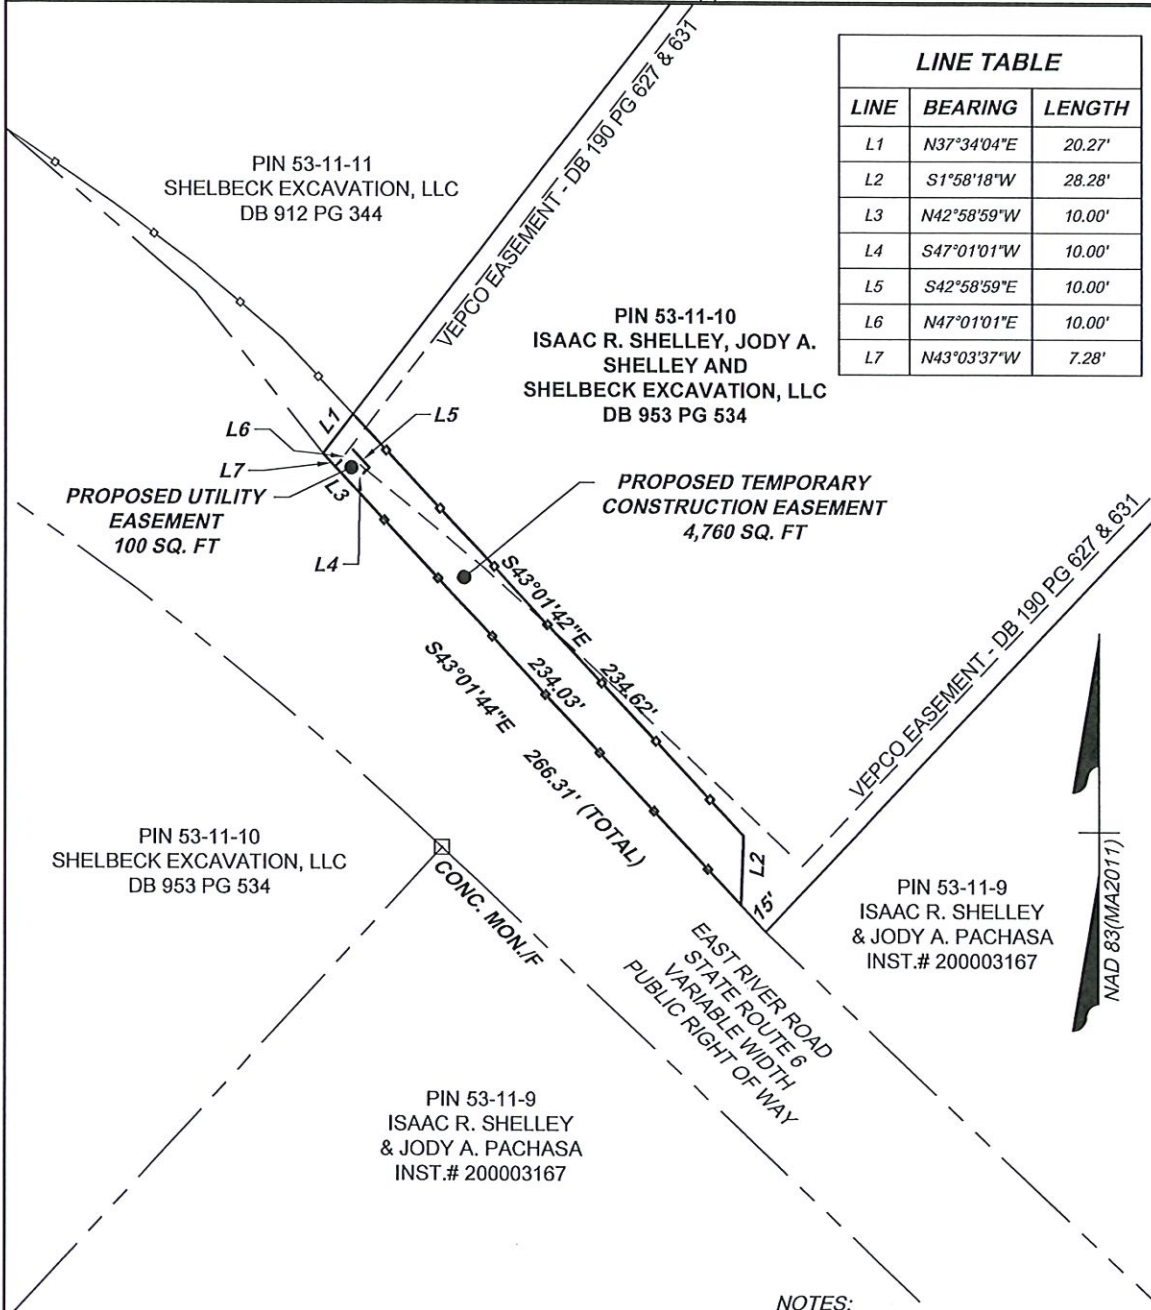 LINE TABLE
LINE BEARING LENGTH
L1 N37°34'04"E 20.27'
L2 S1°58'18"W 28.28'
L3 N42°58'59"W 10.00'
L4 S47°01'01"W 10.00'
L5 S42°58'59"E 10.00'
L6 N47°01'01"E 10.00'
L7 N43°03'37"W 7.28'
PIN 53-11-11
SHELBECK EXCAVATION, LLC
DB 912 PG 344
VEPCO EASEMENT - DB 190 PG 627 & 631
PIN 53-11-10
ISAAC R. SHELLEY, JODY A.
SHELLEY AND
SHELBECK EXCAVATION, LLC
DB 953 PG 534
L1
L5
L6
L7
L3
PROPOSED UTILITY
EASEMENT
100 SQ. FT
L4
PROPOSED TEMPORARY
CONSTRUCTION EASEMENT
4,760 SQ. FT
S43°01'42"E 234.62'
234.03'
S43°01'44"E 266.31' (TOTAL)
VEPCO EASEMENT - DB 190 PG 627 & 631
L2
15'
NAD 83(MA2011)
PIN 53-11-10
SHELBECK EXCAVATION, LLC
DB 953 PG 534
CONC. MON./F
PIN 53-11-9
ISAAC R. SHELLEY
& JODY A. PACHASA
INST.# 200003167
EAST RIVER ROAD
STATE ROUTE 6
VARIABLE WIDTH
PUBLIC RIGHT OF WAY
PIN 53-11-9
ISAAC R. SHELLEY
& JODY A. PACHASA
INST.# 200003167
NOTES: